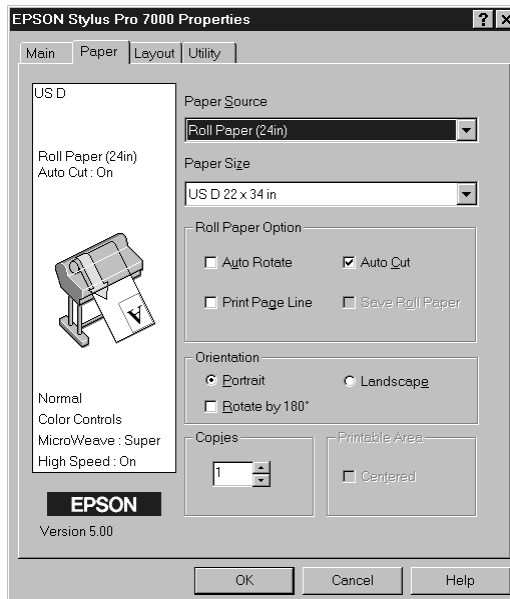 EPSON Stylus Pro 7000 Properties
Main Paper Layout Utility
US D
Roll Paper (24in)
Auto Cut : On
A
Normal
Color Controls
MicroWeave : Super
High Speed : On
EPSON
Version 5.00
Paper Source
Roll Paper (24in)
Paper Size
US D 22 x 34 in
Roll Paper Option
Auto Rotate Auto Cut
Print Page Line Save Roll Paper
Orientation
Portrait Landscape
Rotate by 180°
Copies
1
Printable Area
Centered
OK Cancel Help